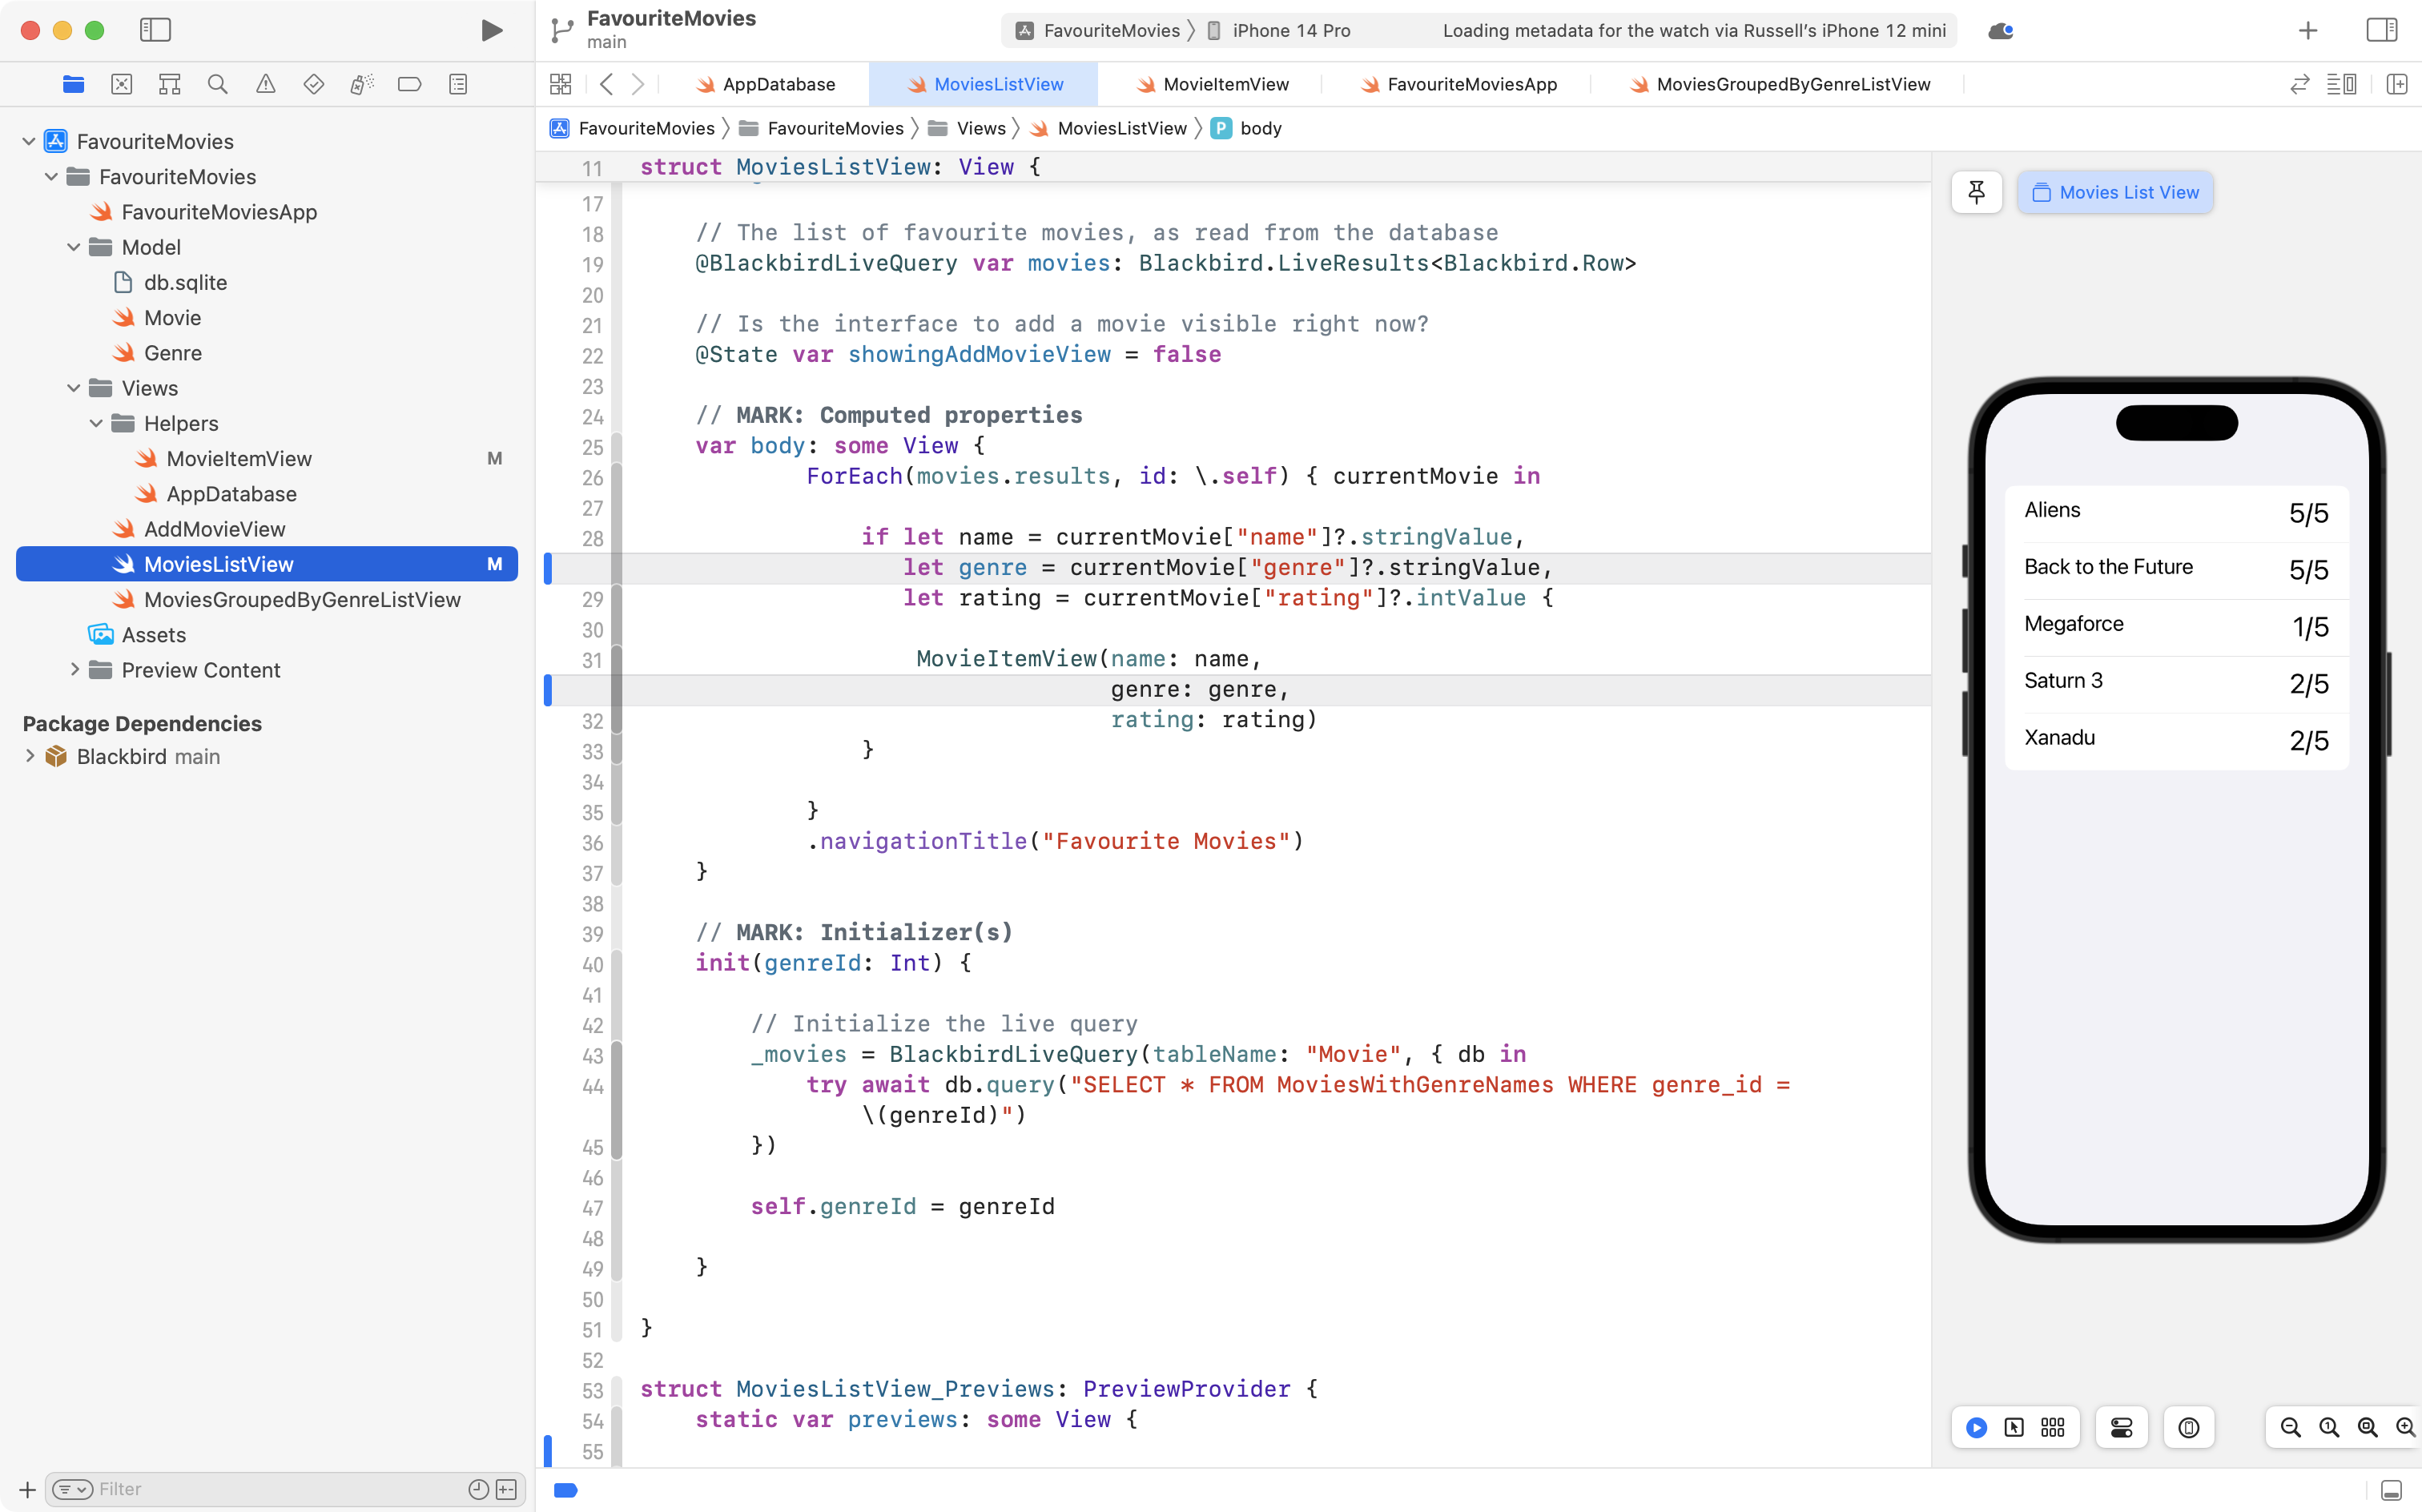 FavouriteMovies
main
FavouriteMovies
iPhone 14 Pro
Loading metadata for the watch via Russell’s iPhone 12 mini
AppDatabase
MoviesListView
MovieItemView
FavouriteMoviesApp
MoviesGroupedByGenreListView
FavouriteMovies
FavouriteMovies
Views
MoviesListView
P body
FavouriteMovies
FavouriteMovies
FavouriteMoviesApp
Model
db.sqlite
Movie
Genre
Views
Helpers
MovieItemView M
AppDatabase
AddMovieView
MoviesListView M
MoviesGroupedByGenreListView
Assets
Preview Content
Package Dependencies
Blackbird main
Filter
11 struct MoviesListView: View {
17
18 // The list of favourite movies, as read from the database
19 @BlackbirdLiveQuery var movies: Blackbird.LiveResults<Blackbird.Row>
20
21 // Is the interface to add a movie visible right now?
22 @State var showingAddMovieView = false
23
24 // MARK: Computed properties
25 var body: some View {
26 ForEach(movies.results, id: \.self) { currentMovie in
27
28 if let name = currentMovie["name"]?.stringValue,
let genre = currentMovie["genre"]?.stringValue,
29 let rating = currentMovie["rating"]?.intValue {
30
31 MovieItemView(name: name,
genre: genre,
32 rating: rating)
33 }
34
35 }
36 .navigationTitle("Favourite Movies")
37 }
38
39 // MARK: Initializer(s)
40 init(genreId: Int) {
41
42 // Initialize the live query
43 _movies = BlackbirdLiveQuery(tableName: "Movie", { db in
44 try await db.query("SELECT * FROM MoviesWithGenreNames WHERE genre_id =
\(genreId)")
45 })
46
47 self.genreId = genreId
48
49 }
50
51 }
52
53 struct MoviesListView_Previews: PreviewProvider {
54 static var previews: some View {
55
Movies List View
Aliens 5/5
Back to the Future 5/5
Megaforce 1/5
Saturn 3 2/5
Xanadu 2/5